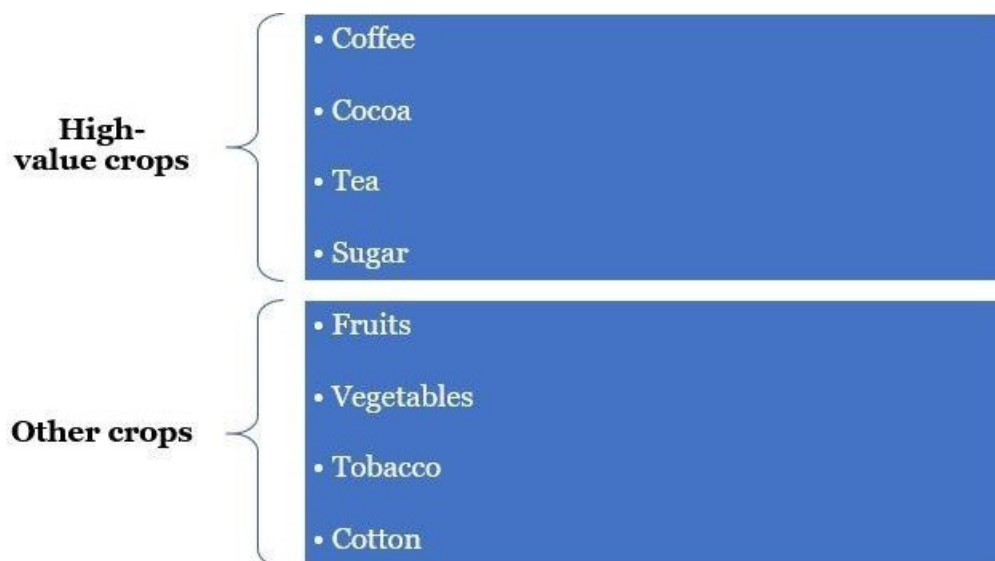 High-
value crops
• Coffee
• Cocoa
• Tea
• Sugar
Other crops
• Fruits
• Vegetables
• Tobacco
• Cotton